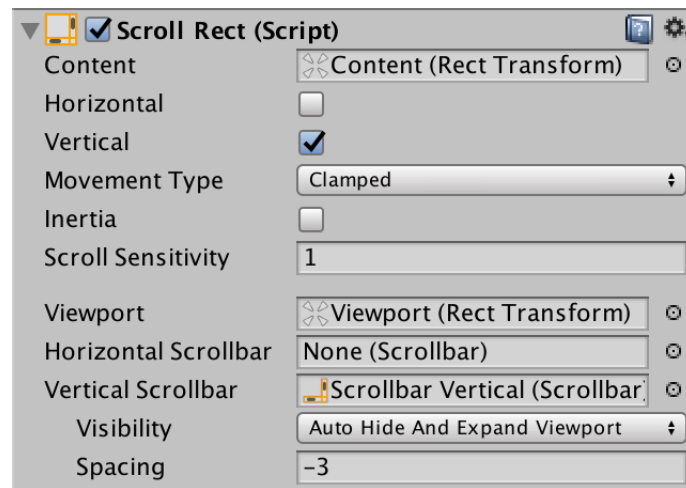 Scroll Rect (Script)
Content Content (Rect Transform)
Horizontal
Vertical
Movement Type Clamped
Inertia
Scroll Sensitivity 1
Viewport Viewport (Rect Transform)
Horizontal Scrollbar None (Scrollbar)
Vertical Scrollbar Scrollbar Vertical (Scrollbar)
Visibility Auto Hide And Expand Viewport
Spacing -3